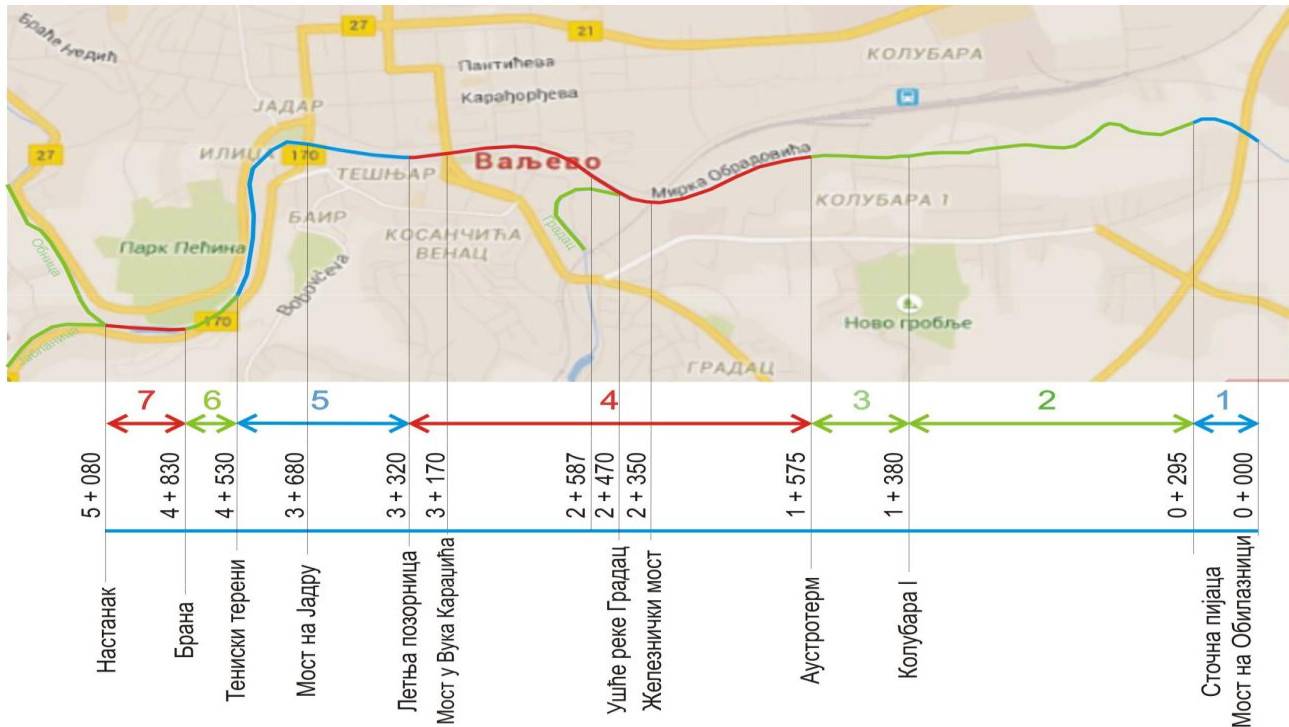 Браће Недић
27
21
Пантићева
Карађорђева
КОЛУБАРА
ЈАДАР
27
ИЛИЦА
170
ТЕШЊАР
Ваљево
Мирка Обрадовића
КОЛУБАРА 1
БАИР
КОСАНЧИЋА
ВЕНАЦ
Градац
Обница
Парк Пећина
170
Јабланица
Ново гробље
ГРАДАЦ
7
6
5
4
3
2
1
5 + 080
4 + 830
4 + 530
3 + 680
3 + 320
3 + 170
2 + 587
2 + 470
2 + 350
1 + 575
1 + 380
0 + 295
0 + 000
Настанак
Брана
Тениски терени
Мост на Јадру
Летња позорница
Мост у Вука Караџића
Ушће реке Градац
Железнички мост
Аустротерм
Колубара I
Сточна пијаца
Мост на Обилазници